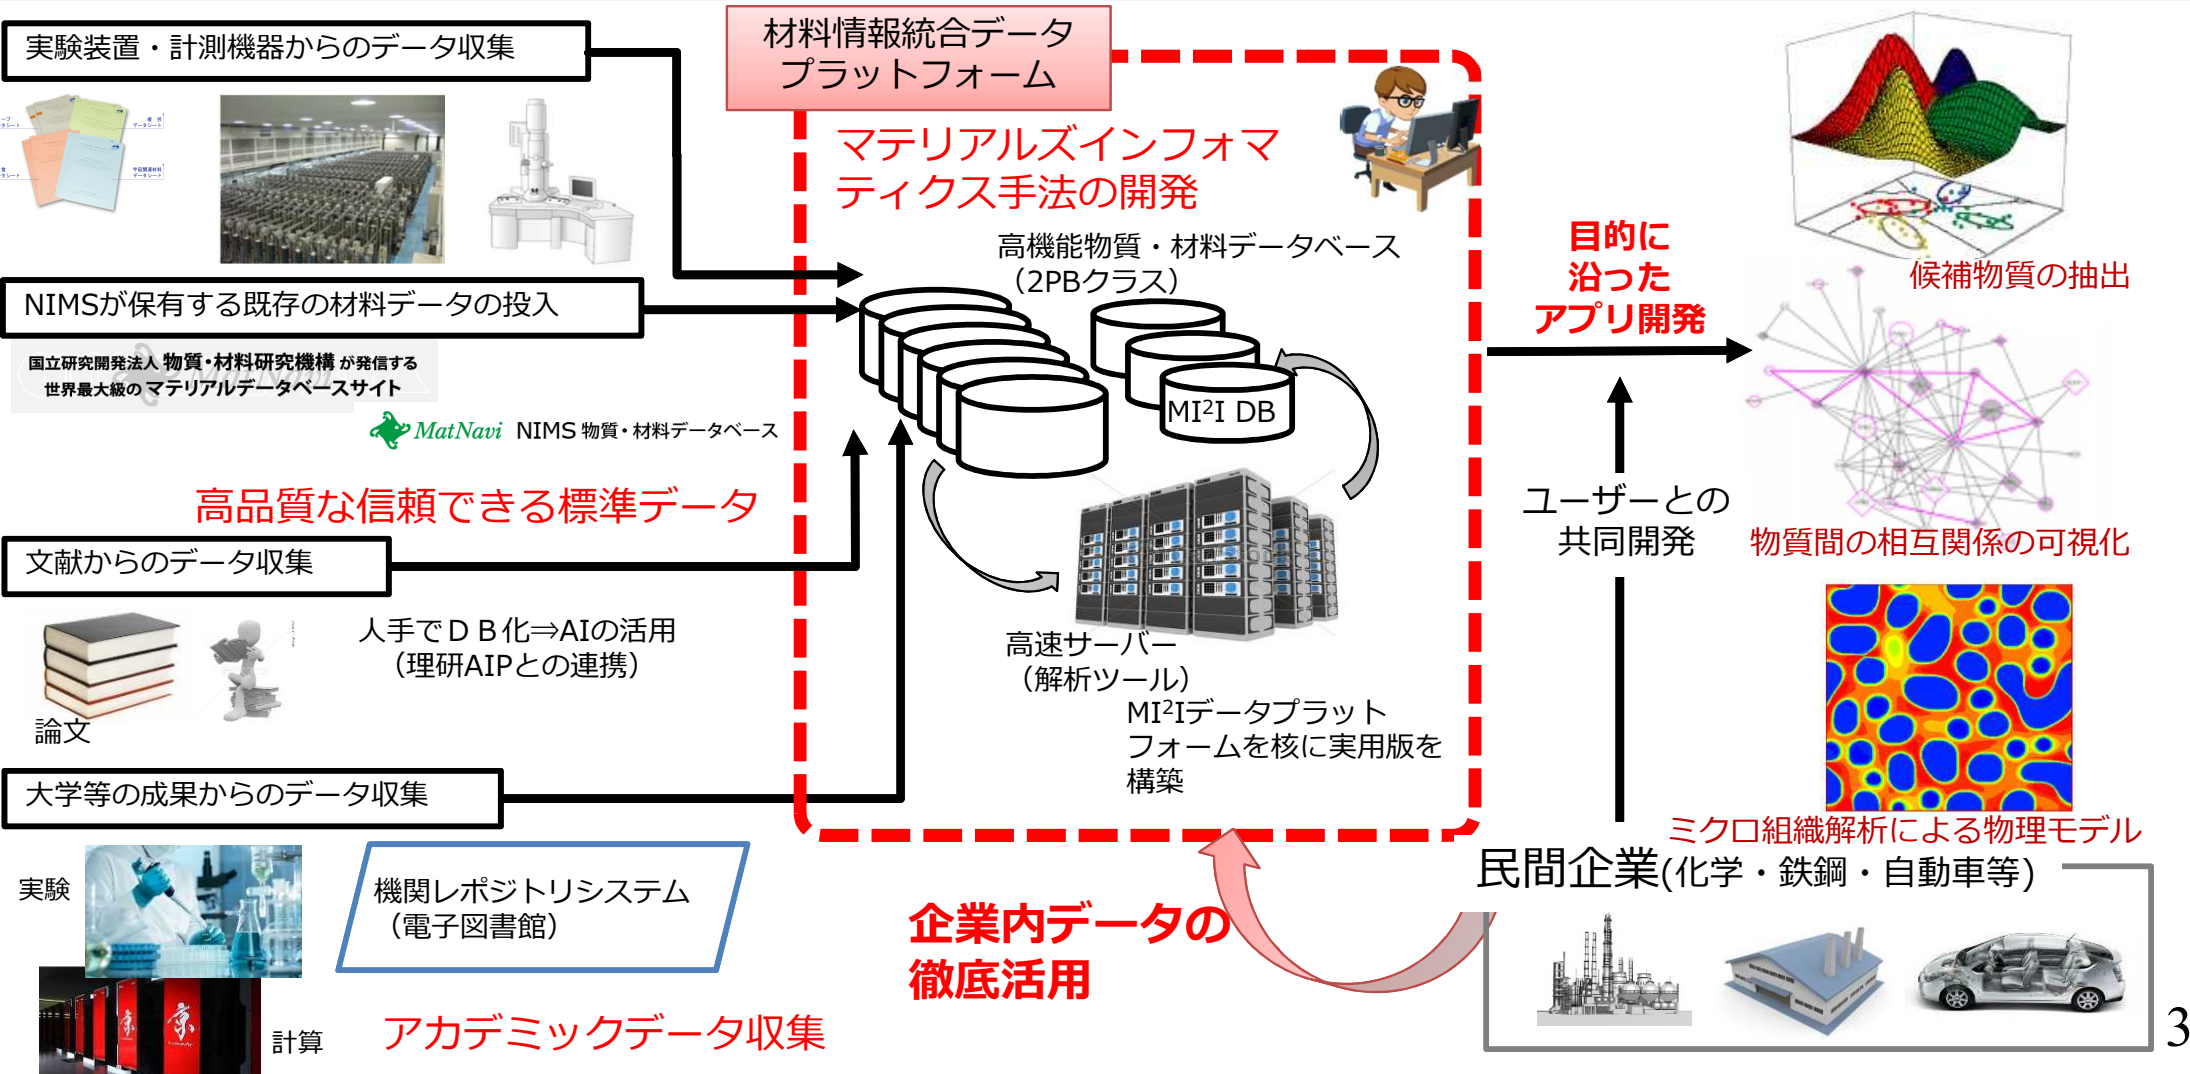 実験装置・計測機器からのデータ収集
NIMSが保有する既存の材料データの投入
国立研究開発法人 物質・材料研究機構 が発信する
世界最大級の マテリアルデータベースサイト
MatNavi NIMS 物質・材料データベース
高品質な信頼できる標準データ
文献からのデータ収集
人手でＤＢ化⇒AIの活用
（理研AIPとの連携）
論文
大学等の成果からのデータ収集
実験
機関レポジトリシステム
（電子図書館）
京
京
計算
アカデミックデータ収集
材料情報統合データ
プラットフォーム
マテリアルズインフォマ
ティクス手法の開発
高機能物質・材料データベース
（2PBクラス）
MI²I DB
高速サーバー
（解析ツール）
MI²Iデータプラット
フォームを核に実用版を
構築
企業内データの
徹底活用
目的に
沿った
アプリ開発
ユーザーとの
共同開発
候補物質の抽出
物質間の相互関係の可視化
ミクロ組織解析による物理モデル
民間企業(化学・鉄鋼・自動車等)
3